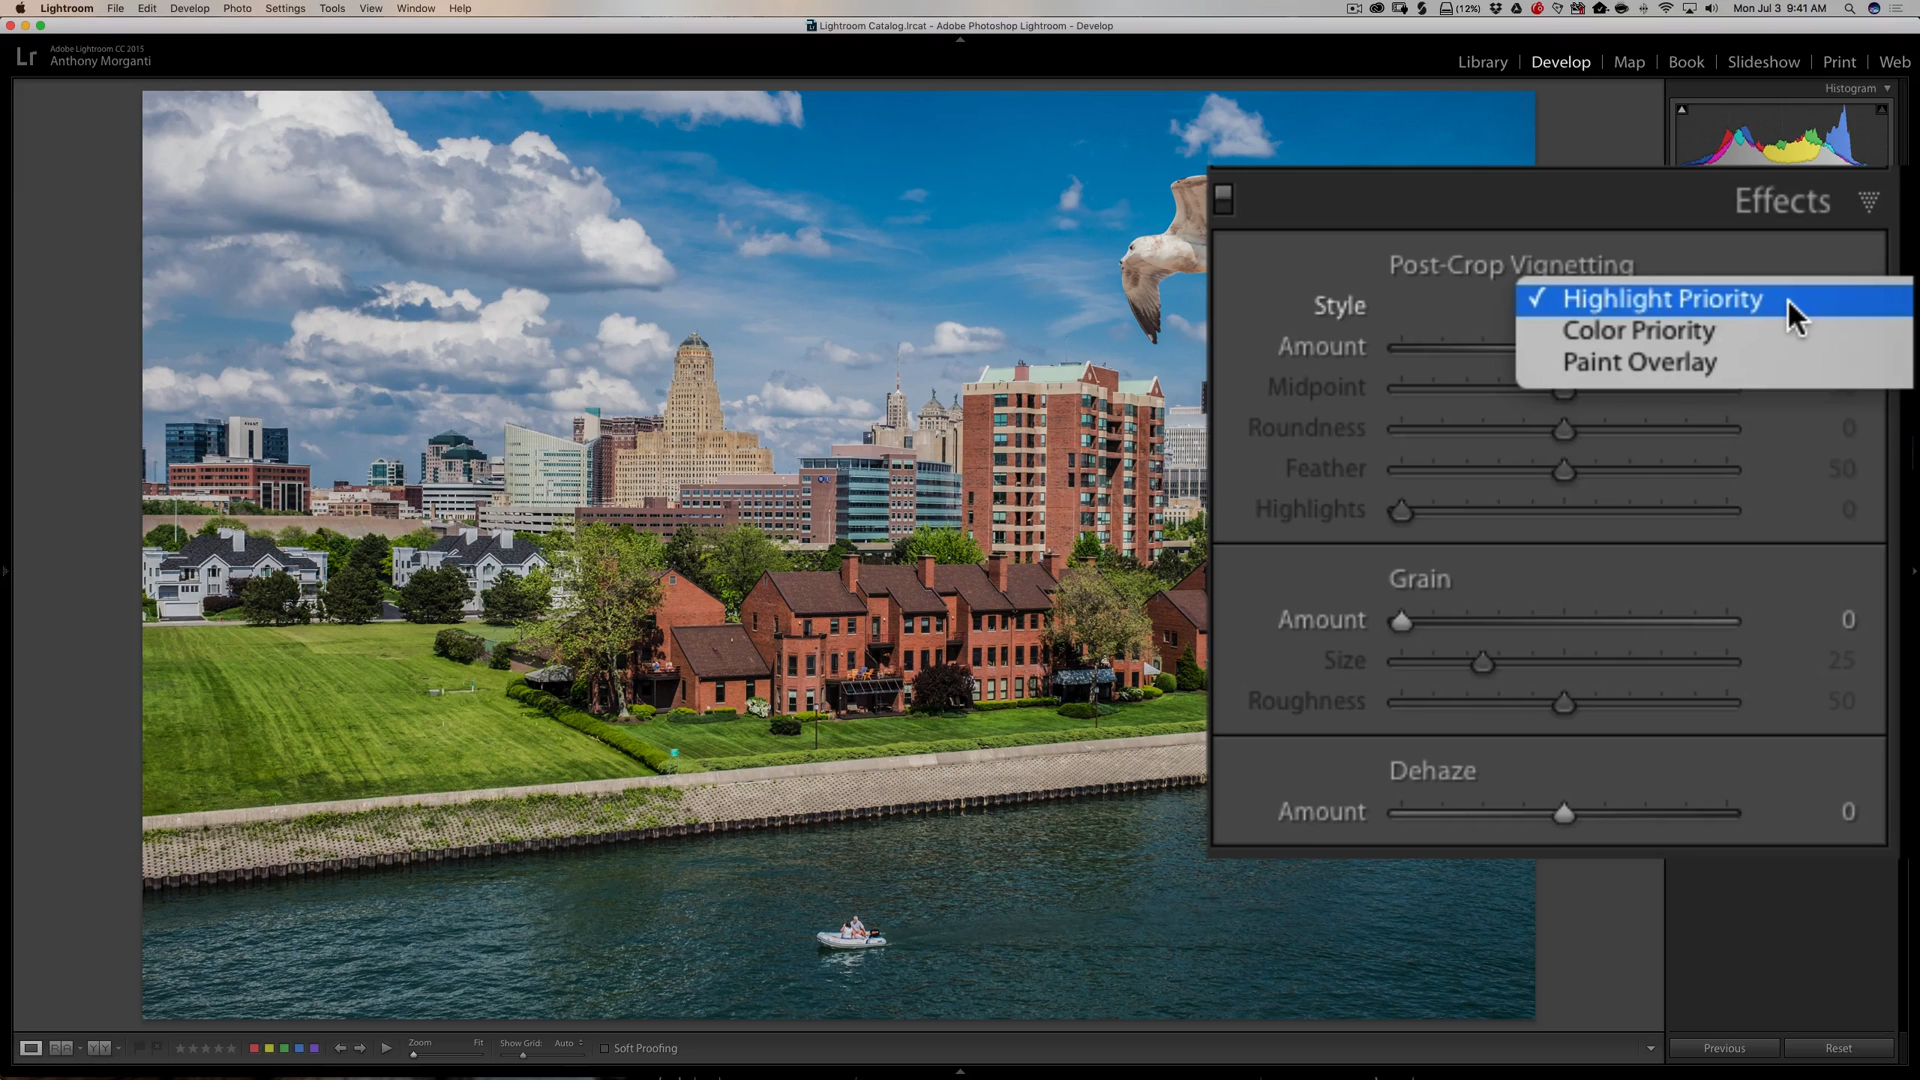 Lightroom File Edit Develop Photo Settings Tools View Window Help
(12%) Mon Jul 3 9:41 AM
Lightroom Catalog.lrcat - Adobe Photoshop Lightroom - Develop
Lr
Adobe Lightroom CC 2015
Anthony Morganti
Library | Develop | Map | Book | Slideshow | Print | Web
Histogram
Effects
Post-Crop Vignetting
Style
Highlight Priority
Color Priority
Paint Overlay
Amount
Midpoint
Roundness 0
Feather 50
Highlights 0
Grain
Amount 0
Size 25
Roughness 50
Dehaze
Amount 0
Zoom Fit
Show Grid: Auto
Soft Proofing
Previous
Reset